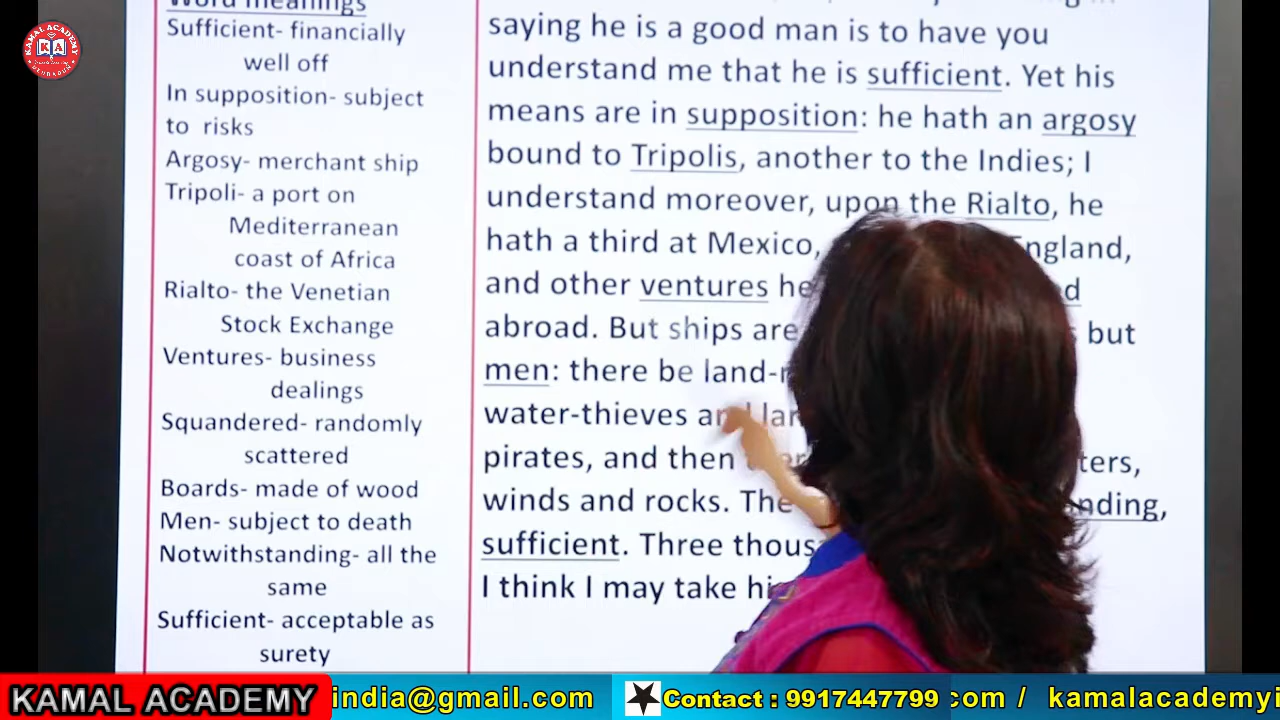 KAMAL ACADEMY
KA
DEHRADUN
Word meanings
Sufficient- financially
well off
In supposition- subject
to risks
Argosy- merchant ship
Tripoli- a port on
Mediterranean
coast of Africa
Rialto- the Venetian
Stock Exchange
Ventures- business
dealings
Squandered- randomly
scattered
Boards- made of wood
Men- subject to death
Notwithstanding- all the
same
Sufficient- acceptable as
surety
saying he is a good man is to have you
understand me that he is sufficient. Yet his
means are in supposition: he hath an argosy
bound to Tripolis, another to the Indies; I
understand moreover, upon the Rialto, he
hath a third at Mexico, England,
and other ventures he
abroad. But ships are but
men: there be land-
water-thieves and
pirates, and then
winds and rocks. The
sufficient. Three
I think I may take
KAMAL ACADEMY india@gmail.com Contact : 9917447799 com / kamalacademyi